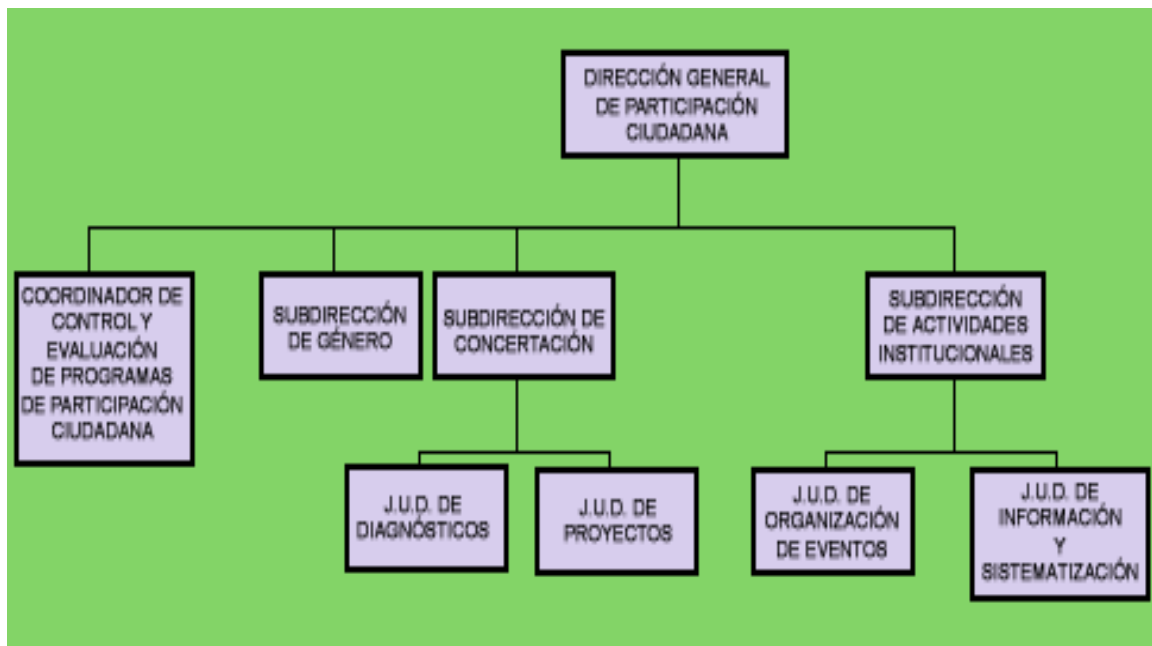 DIRECCIÓN GENERAL
DE PARTICIPACIÓN
CIUDADANA
COORDINADOR DE
CONTROL Y
EVALUACIÓN
DE PROGRAMAS
DE PARTICIPACIÓN
CIUDADANA
SUBDIRECCIÓN
DE GÉNERO
SUBDIRECCIÓN DE
CONCERTACIÓN
SUBDIRECCIÓN
DE ACTIVIDADES
INSTITUCIONALES
J.U.D. DE
DIAGNÓSTICOS
J.U.D. DE
PROYECTOS
J.U.D. DE
ORGANIZACIÓN
DE EVENTOS
J.U.D. DE
INFORMACIÓN
Y
SISTEMATIZACIÓN